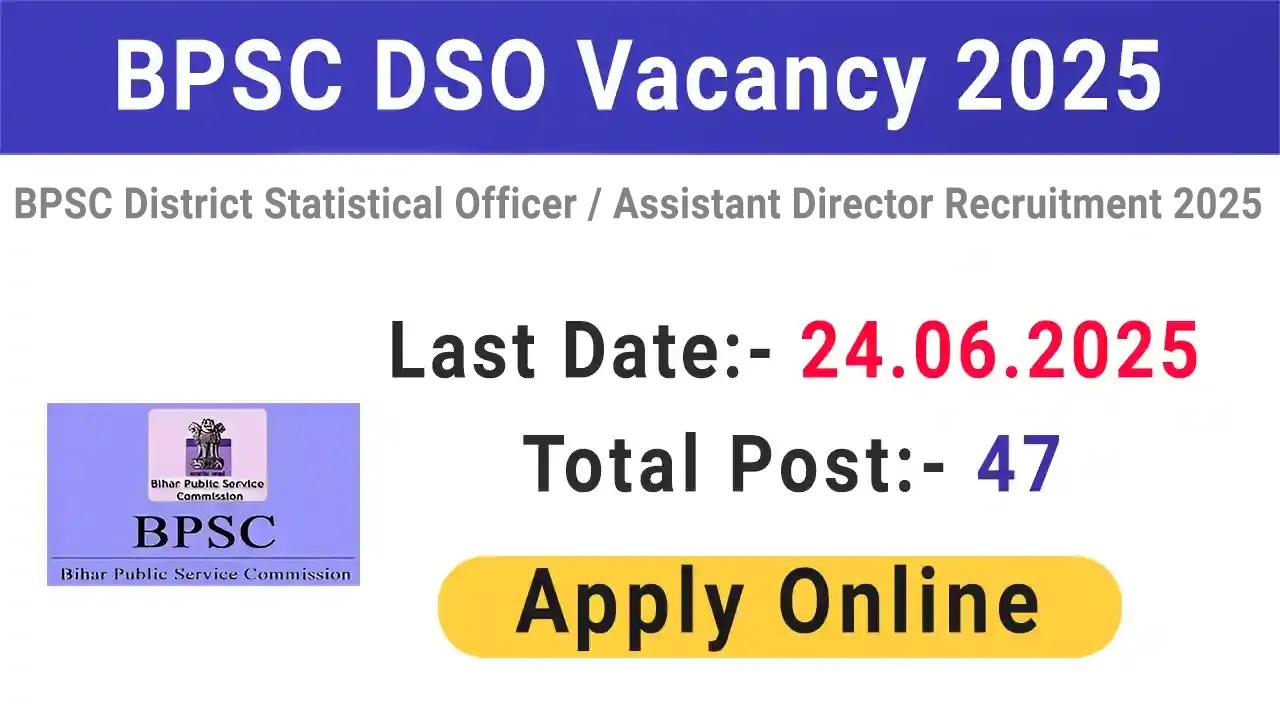 BPSC DSO Vacancy 2025
BPSC District Statistical Officer / Assistant Director Recruitment 2025
Last Date:- 24.06.2025
Total Post:- 47
Apply Online
Bihar Public Service
Commission
BPSC
Bihar Public Service Commission